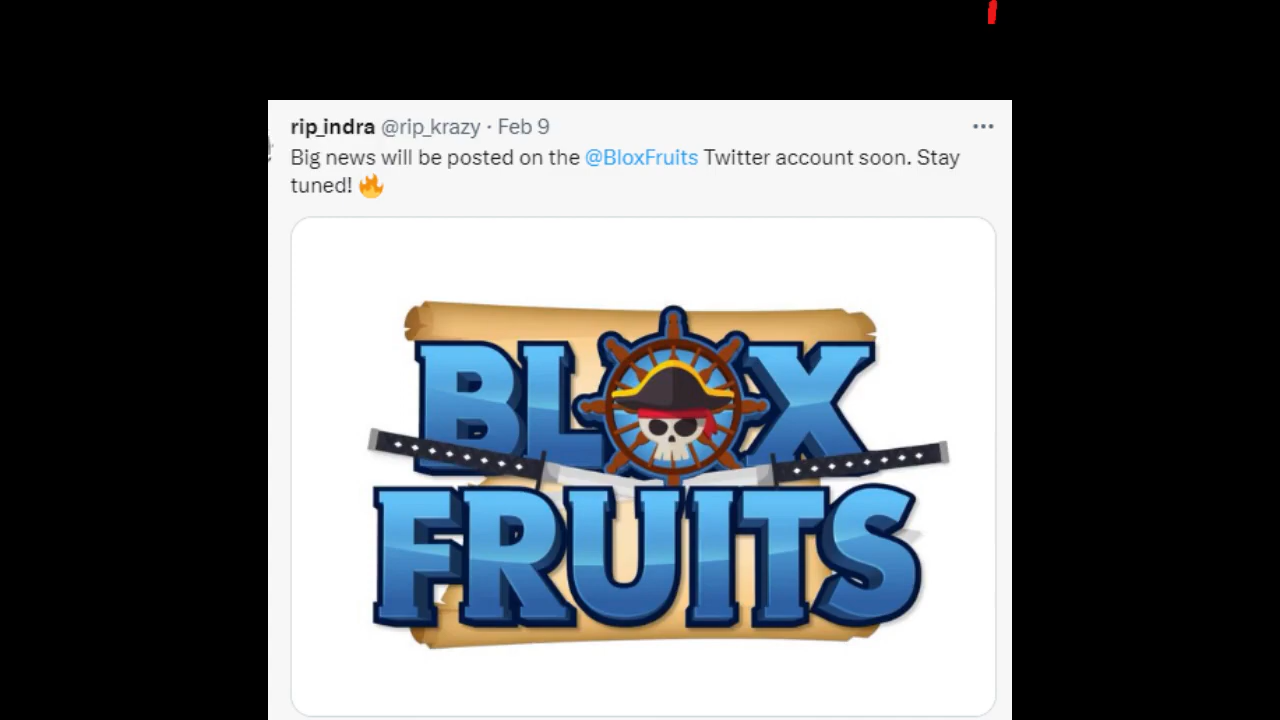 rip_indra @rip_krazy · Feb 9
Big news will be posted on the @BloxFruits Twitter account soon. Stay
tuned! 🔥
BLOX
FRUITS